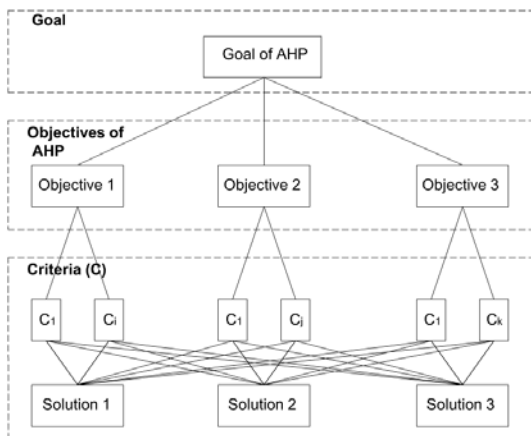 Goal
Goal of AHP
Objectives of
AHP
Objective 1
Objective 2
Objective 3
Criteria (C)
C1
Ci
C1
Cj
C1
Ck
Solution 1
Solution 2
Solution 3